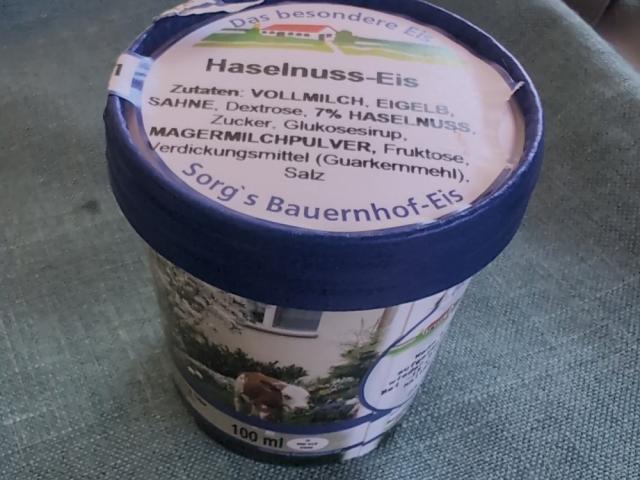 Das besondere Eis
Haselnuss-Eis
Zutaten: VOLLMILCH, EIGELB,
SAHNE, Dextrose, 7% HASELNUSS,
Zucker, Glukosesirup,
MAGERMILCHPULVER, Fruktose,
Verdickungsmittel (Guarkernmehl),
Salz
Sorg`s Bauernhof-Eis
100 ml